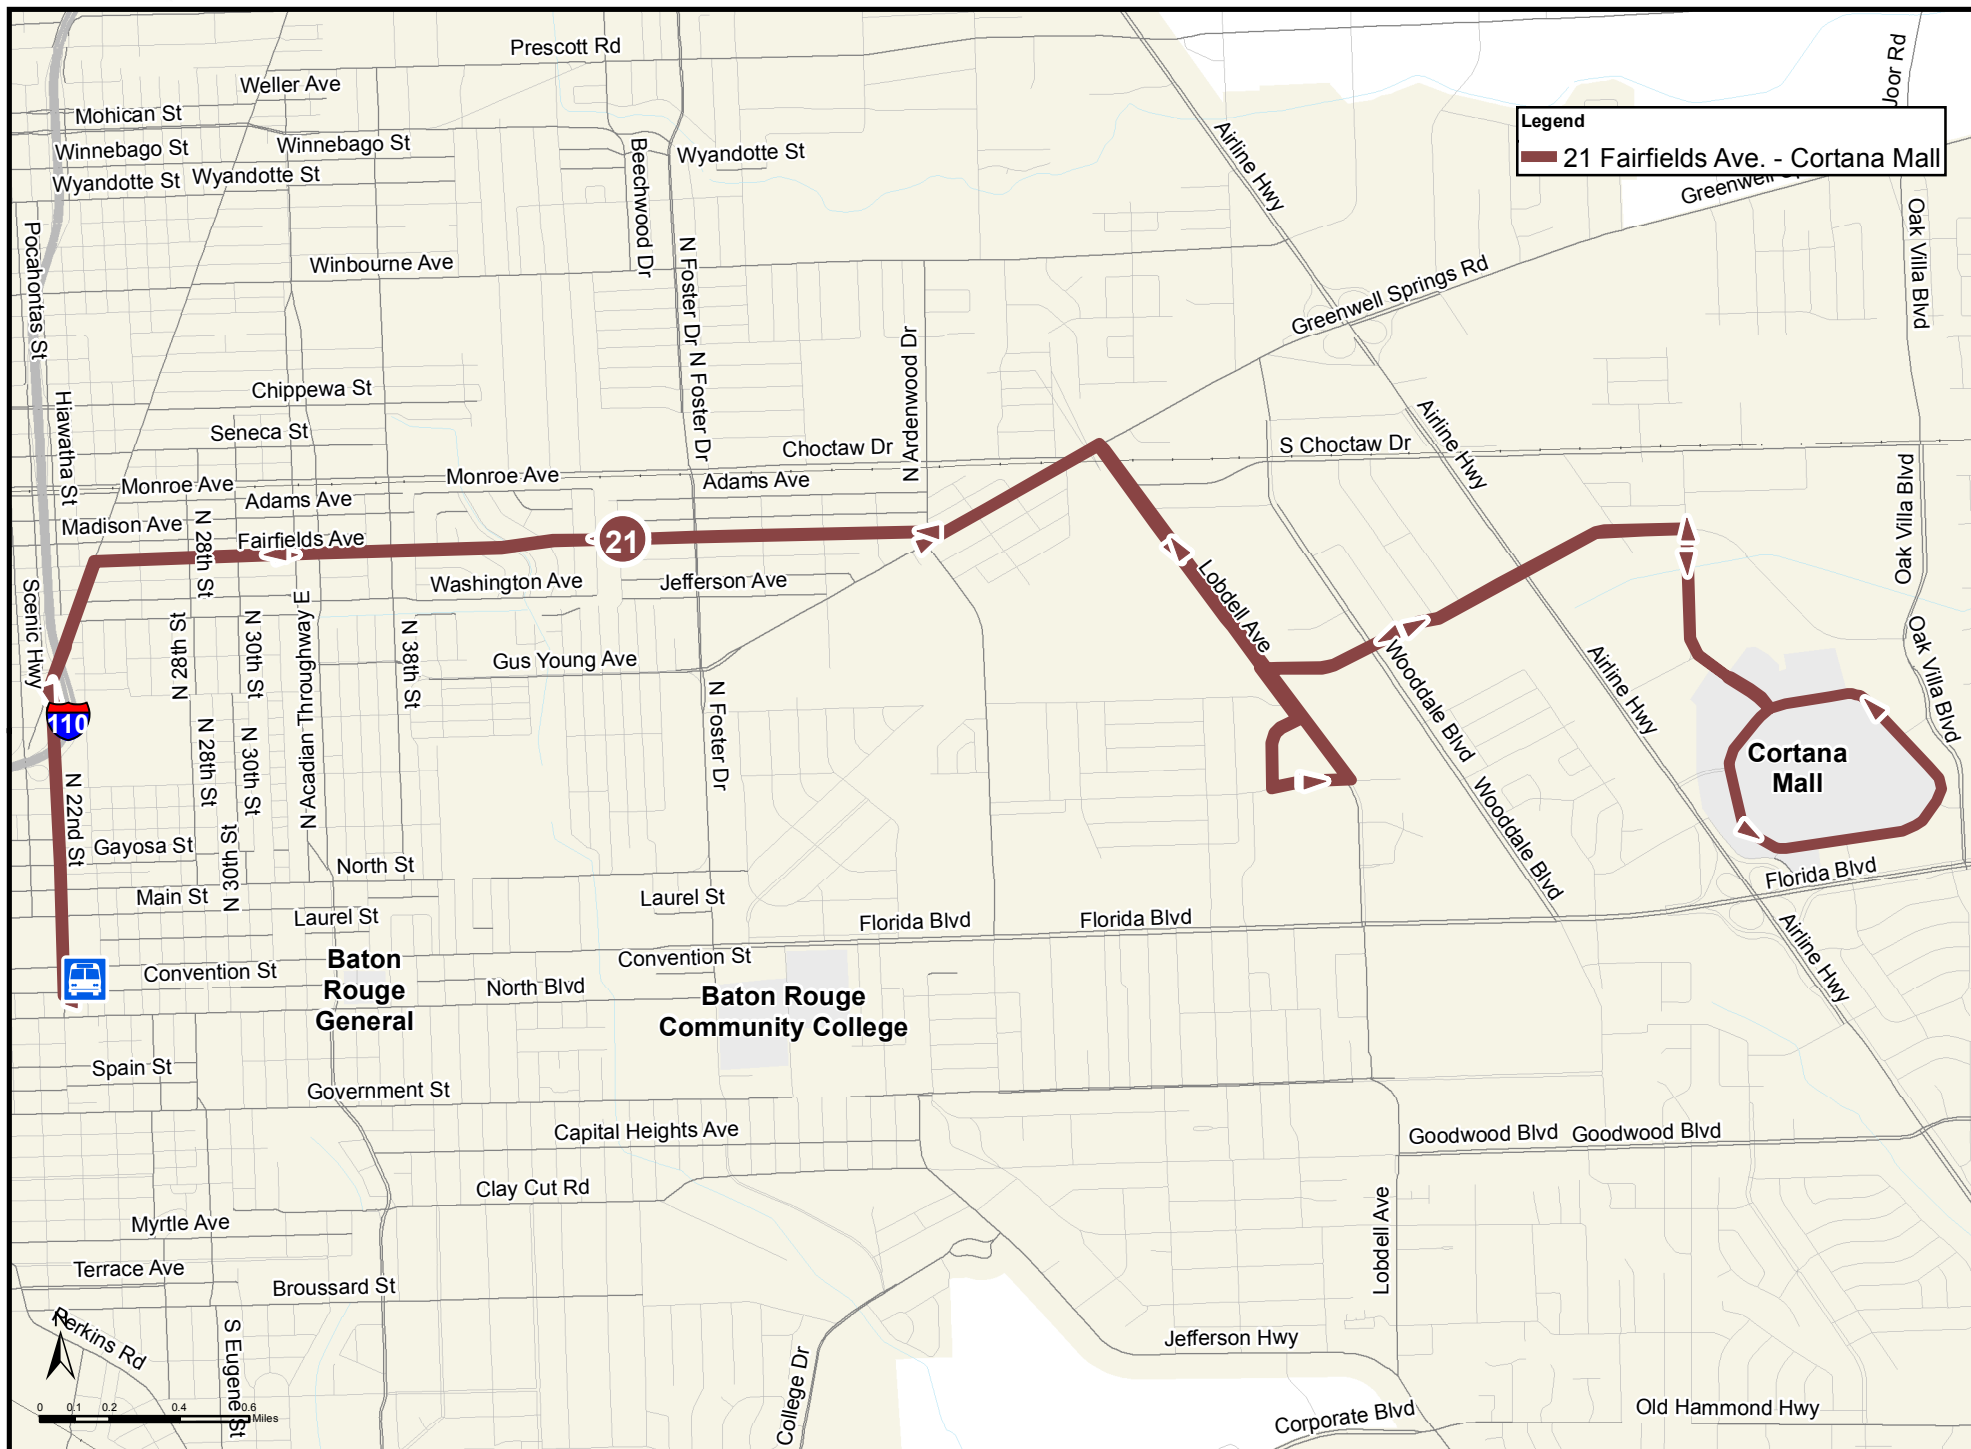 Prescott Rd
Weller Ave
Mohican St
Winnebago St
Winnebago St
Wyandotte St
Wyandotte St
Wyandotte St
Beechwood Dr
Airline Hwy
Joor Rd
Legend
21 Fairfields Ave. - Cortana Mall
Oak Villa Blvd
Pocahontas St
Winbourne Ave
N Foster Dr
N Foster Dr
Greenwell Springs Rd
N Ardenwood Dr
Chippewa St
Hiawatha St
Seneca St
Choctaw Dr
S Choctaw Dr
Airline Hwy
Monroe Ave
Monroe Ave
Adams Ave
Adams Ave
Oak Villa Blvd
Madison Ave
N 28th St
Fairfields Ave
21
Washington Ave
Jefferson Ave
Lobdell Ave
Scenic Hwy
N 28th St
N 30th St
N Acadian Throughway E
N 38th St
Gus Young Ave
Wooddale Blvd
Airline Hwy
Oak Villa Blvd
110
N 28th St
N 30th St
N Foster Dr
Cortana
Mall
N 22nd St
Gayosa St
N 30th St
North St
Wooddale Blvd
Main St
Laurel St
Laurel St
Florida Blvd
Florida Blvd
Florida Blvd
Airline Hwy
Convention St
Convention St
Baton
Rouge
General
North Blvd
Baton Rouge
Community College
Spain St
Government St
Capital Heights Ave
Goodwood Blvd
Goodwood Blvd
Clay Cut Rd
Lobdell Ave
Myrtle Ave
Terrace Ave
Broussard St
Perkins Rd
S Eugene St
College Dr
Jefferson Hwy
Corporate Blvd
Old Hammond Hwy
0 0.1 0.2 0.4 0.6
Miles